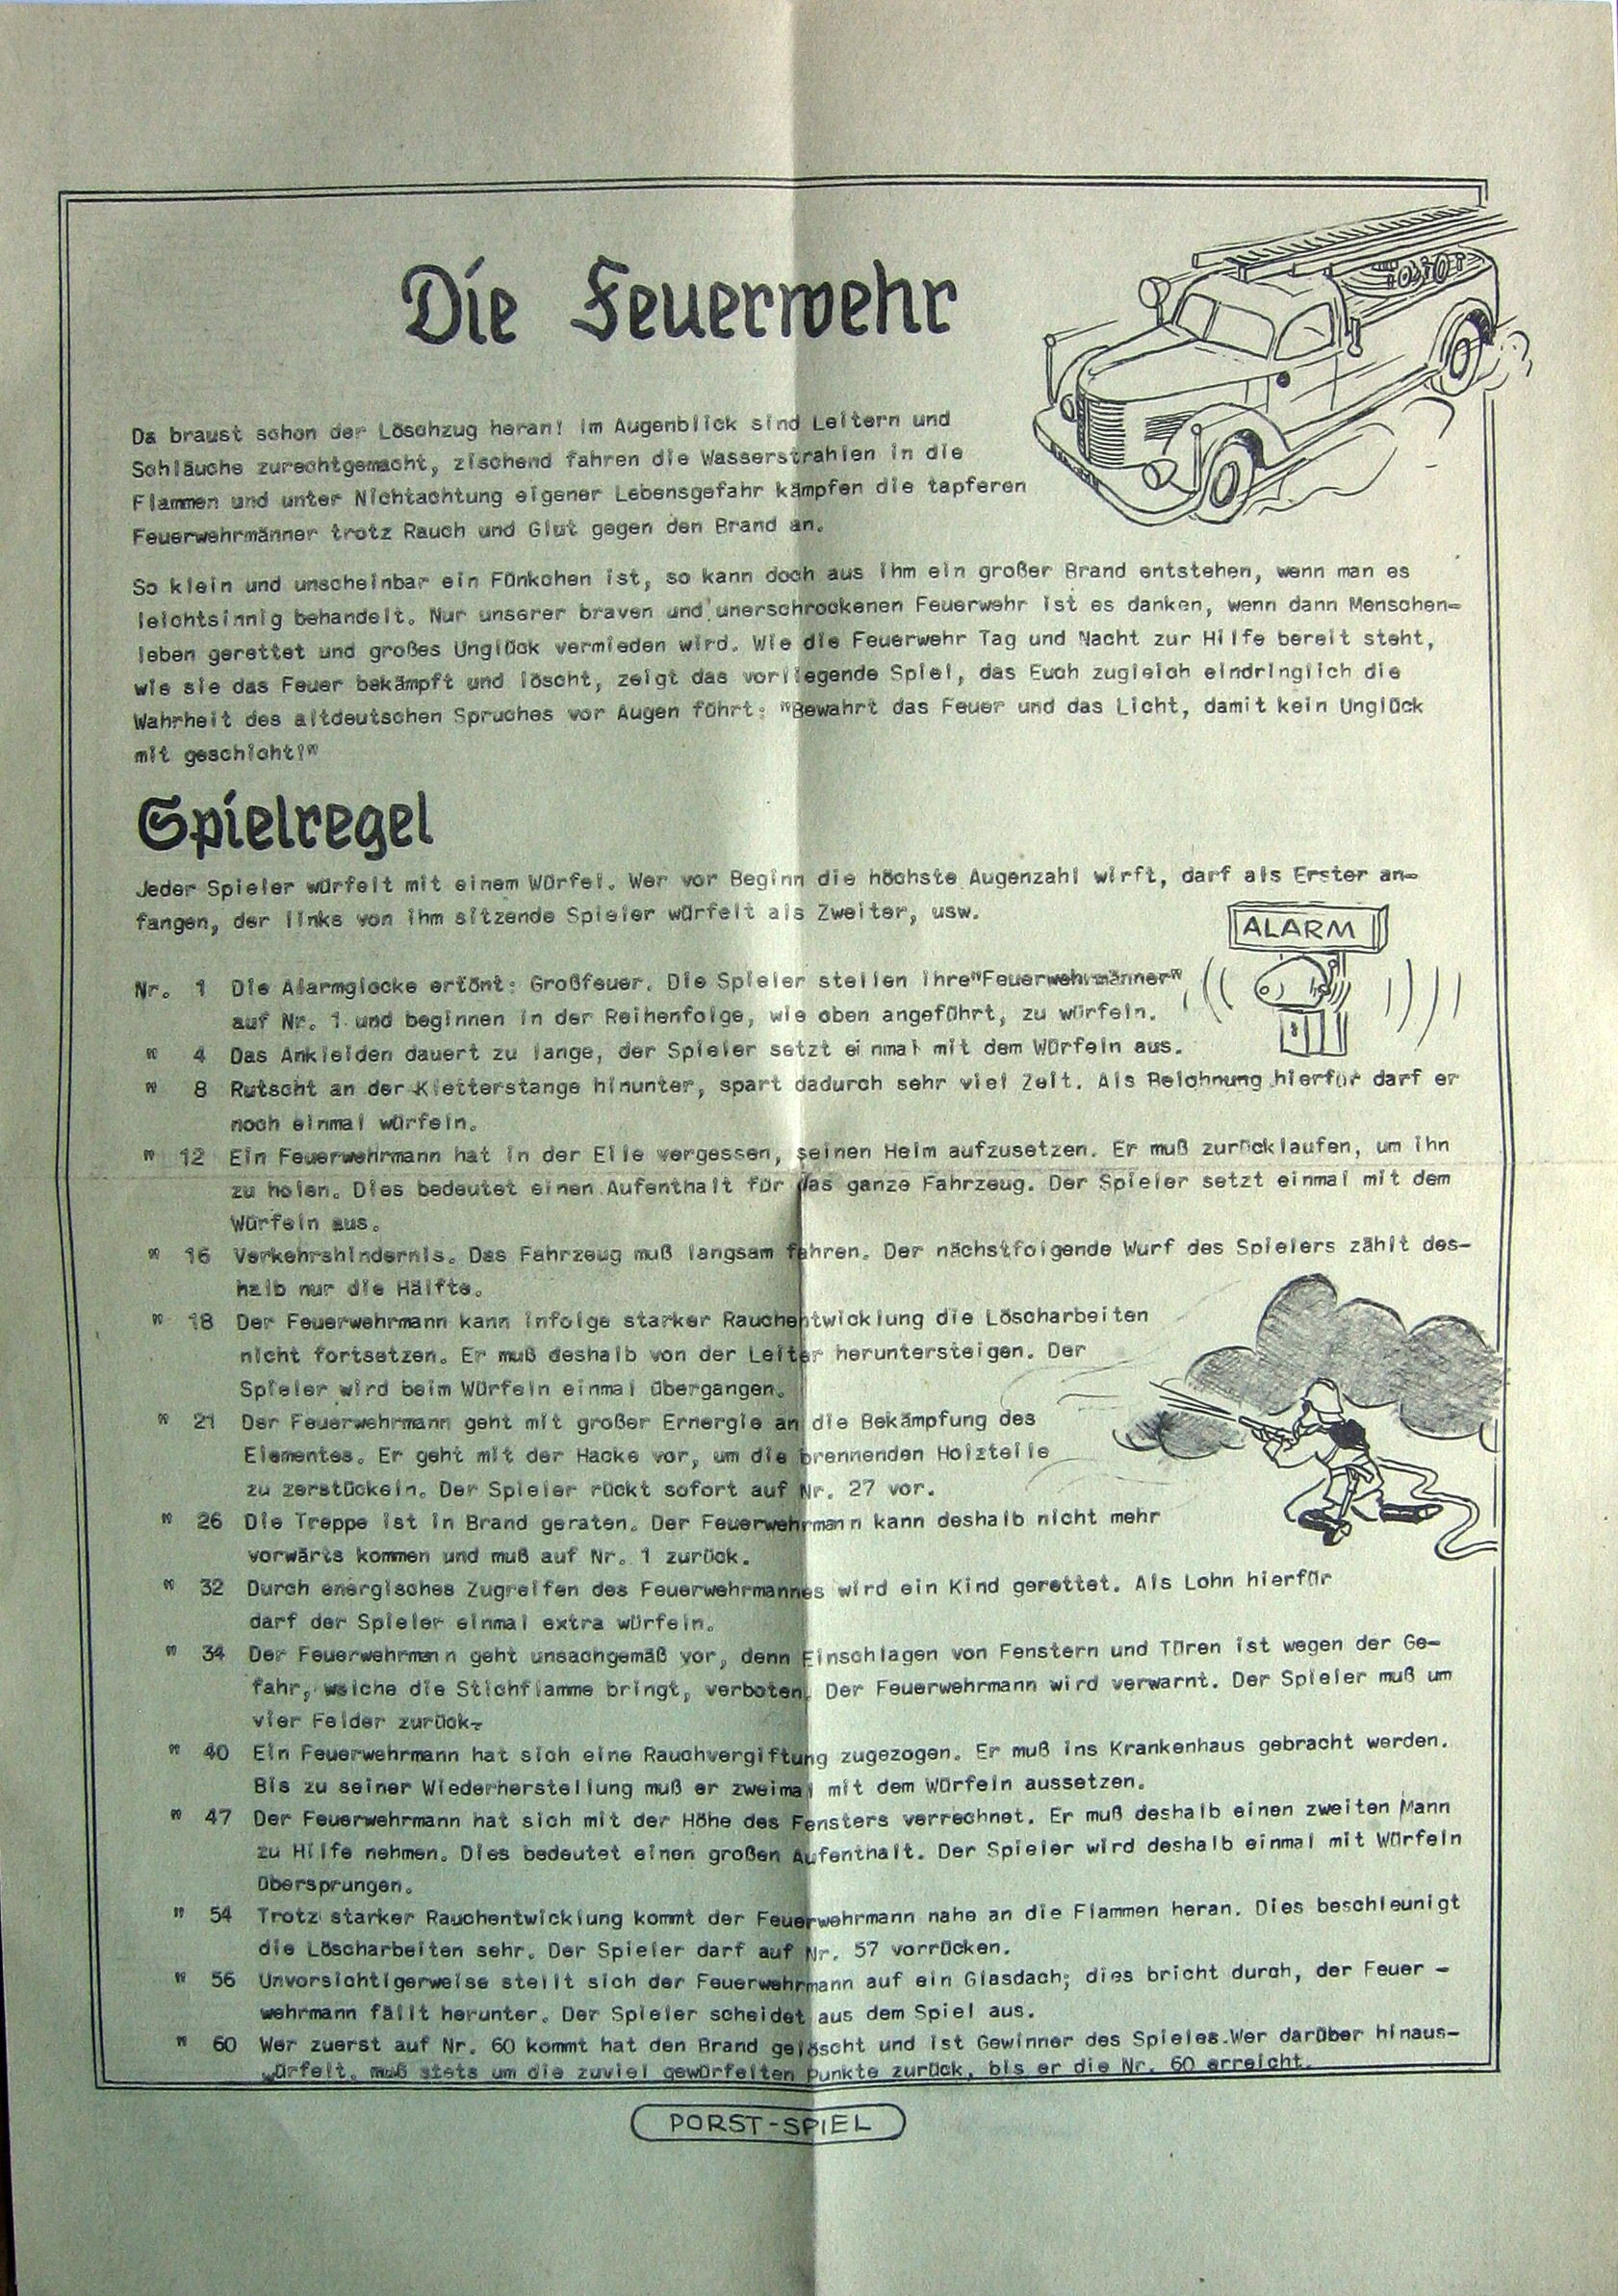 Die Feuerwehr
Da braust schon der Löschzug heran! Im Augenblick sind Leitern und
Schläuche zurechtgemacht, zischend fahren die Wasserstrahlen in die
Flammen und unter Nichtachtung eigener Lebensgefahr kämpfen die tapferen
Feuerwehrmänner trotz Rauch und Glut gegen den Brand an.
So klein und unscheinbar ein Fünkchen ist, so kann doch aus ihm ein großer Brand entstehen, wenn man es
leichtsinnig behandelt. Nur unserer braven und unerschrockenen Feuerwehr ist es danken, wenn dann Menschen-
leben gerettet und großes Unglück vermieden wird. Wie die Feuerwehr Tag und Nacht zur Hilfe bereit steht,
wie sie das Feuer bekämpft und löscht, zeigt das vorliegende Spiel, das Euch zugleich eindringlich die
Wahrheit des altdeutschen Spruches vor Augen führt: "Bewahrt das Feuer und das Licht, damit kein Unglück
mit geschicht!"
Spielregel
Jeder Spieler würfelt mit einem Würfel. Wer vor Beginn die höchste Augenzahl wirft, darf als Erster an-
fangen, der links von ihm sitzende Spieler würfelt als Zweiter, usw.
ALARM
Nr. 1 Die Alarmglocke ertönt: Großfeuer. Die Spieler stellen ihre"Feuerwehrmänner"
auf Nr. 1 und beginnen in der Reihenfolge, wie oben angeführt, zu würfeln.
" 4 Das Ankleiden dauert zu lange, der Spieler setzt einmal mit dem Würfeln aus.
" 8 Rutscht an der Kletterstange hinunter, spart dadurch sehr viel Zeit. Als Belohnung hierfür darf er
noch einmal würfeln.
" 12 Ein Feuerwehrmann hat in der Eile vergessen, seinen Helm aufzusetzen. Er muß zurücklaufen, um ihn
zu holen. Dies bedeutet einen Aufenthalt für das ganze Fahrzeug. Der Spieler setzt einmal mit dem
Würfeln aus.
" 16 Verkehrshindernis. Das Fahrzeug muß langsam fahren. Der nächstfolgende Wurf des Spielers zählt des-
halb nur die Hälfte.
" 18 Der Feuerwehrmann kann infolge starker Rauchentwicklung die Löscharbeiten
nicht fortsetzen. Er muß deshalb von der Leiter heruntersteigen. Der
Spieler wird beim Würfeln einmal übergangen.
" 21 Der Feuerwehrmann geht mit großer Ernergie an die Bekämpfung des
Elementes. Er geht mit der Hacke vor, um die brennenden Holzteile
zu zerstückeln. Der Spieler rückt sofort auf Nr. 27 vor.
" 26 Die Treppe ist in Brand geraten. Der Feuerwehrmann kann deshalb nicht mehr
vorwärts kommen und muß auf Nr. 1 zurück.
" 32 Durch energisches Zugreifen des Feuerwehrmannes wird ein Kind gerettet. Als Lohn hierfür
darf der Spieler einmal extra würfeln.
" 34 Der Feuerwehrmann geht unsachgemäß vor, denn Einschlagen von Fenstern und Türen ist wegen der Ge-
fahr, welche die Stichflamme bringt, verboten. Der Feuerwehrmann wird verwarnt. Der Spieler muß um
vier Felder zurück.
" 40 Ein Feuerwehrmann hat sich eine Rauchvergiftung zugezogen. Er muß ins Krankenhaus gebracht werden.
Bis zu seiner Wiederherstellung muß er zweimal mit dem Würfeln aussetzen.
" 47 Der Feuerwehrmann hat sich mit der Höhe des Fensters verrechnet. Er muß deshalb einen zweiten Mann
zu Hilfe nehmen. Dies bedeutet einen großen Aufenthalt. Der Spieler wird deshalb einmal mit Würfeln
übersprungen.
" 54 Trotz starker Rauchentwicklung kommt der Feuerwehrmann nahe an die Flammen heran. Dies beschleunigt
die Löscharbeiten sehr. Der Spieler darf auf Nr. 57 vorrücken.
" 56 Unvorsichtigerweise stellt sich der Feuerwehrmann auf ein Glasdach; dies bricht durch, der Feuer -
wehrmann fällt herunter. Der Spieler scheidet aus dem Spiel aus.
" 60 Wer zuerst auf Nr. 60 kommt hat den Brand gelöscht und ist Gewinner des Spieles.Wer darüber hinaus-
würfelt, muß stets um die zuviel gewürfelten Punkte zurück, bis er die Nr. 60 erreicht.
PORST-SPIEL